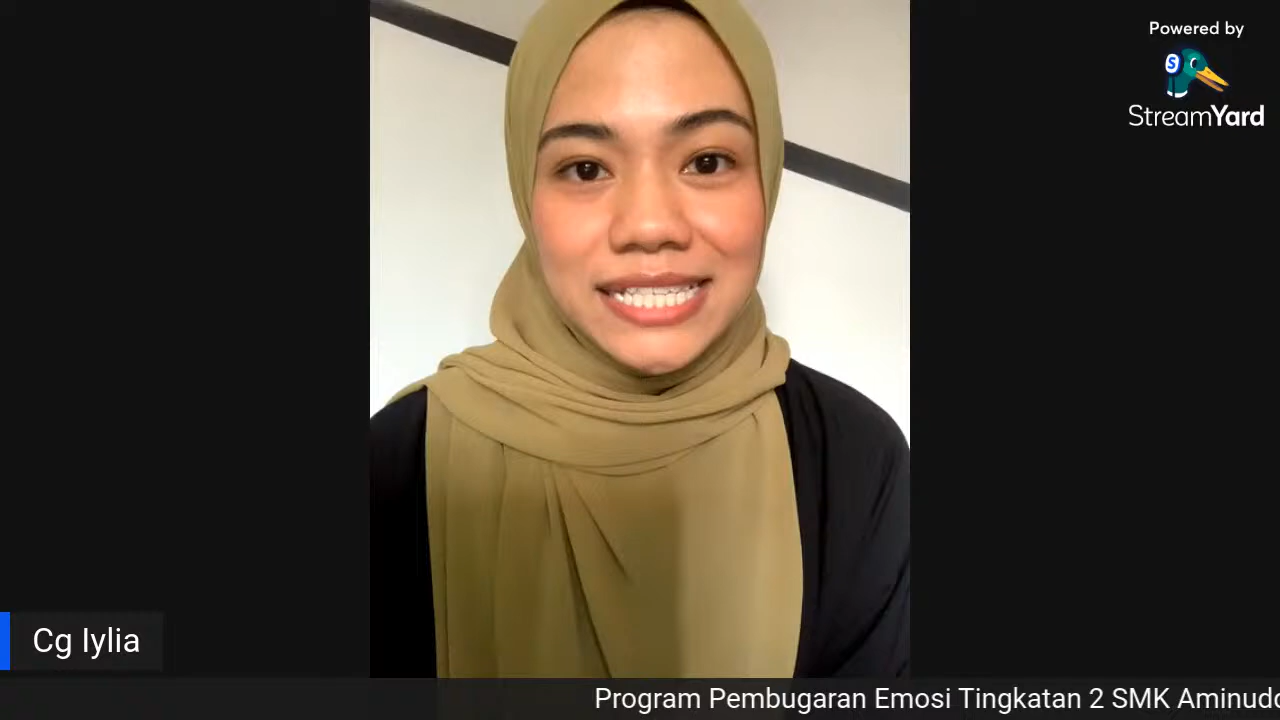 Powered by
S
StreamYard
Cg Iylia
Program Pembugaran Emosi Tingkatan 2 SMK